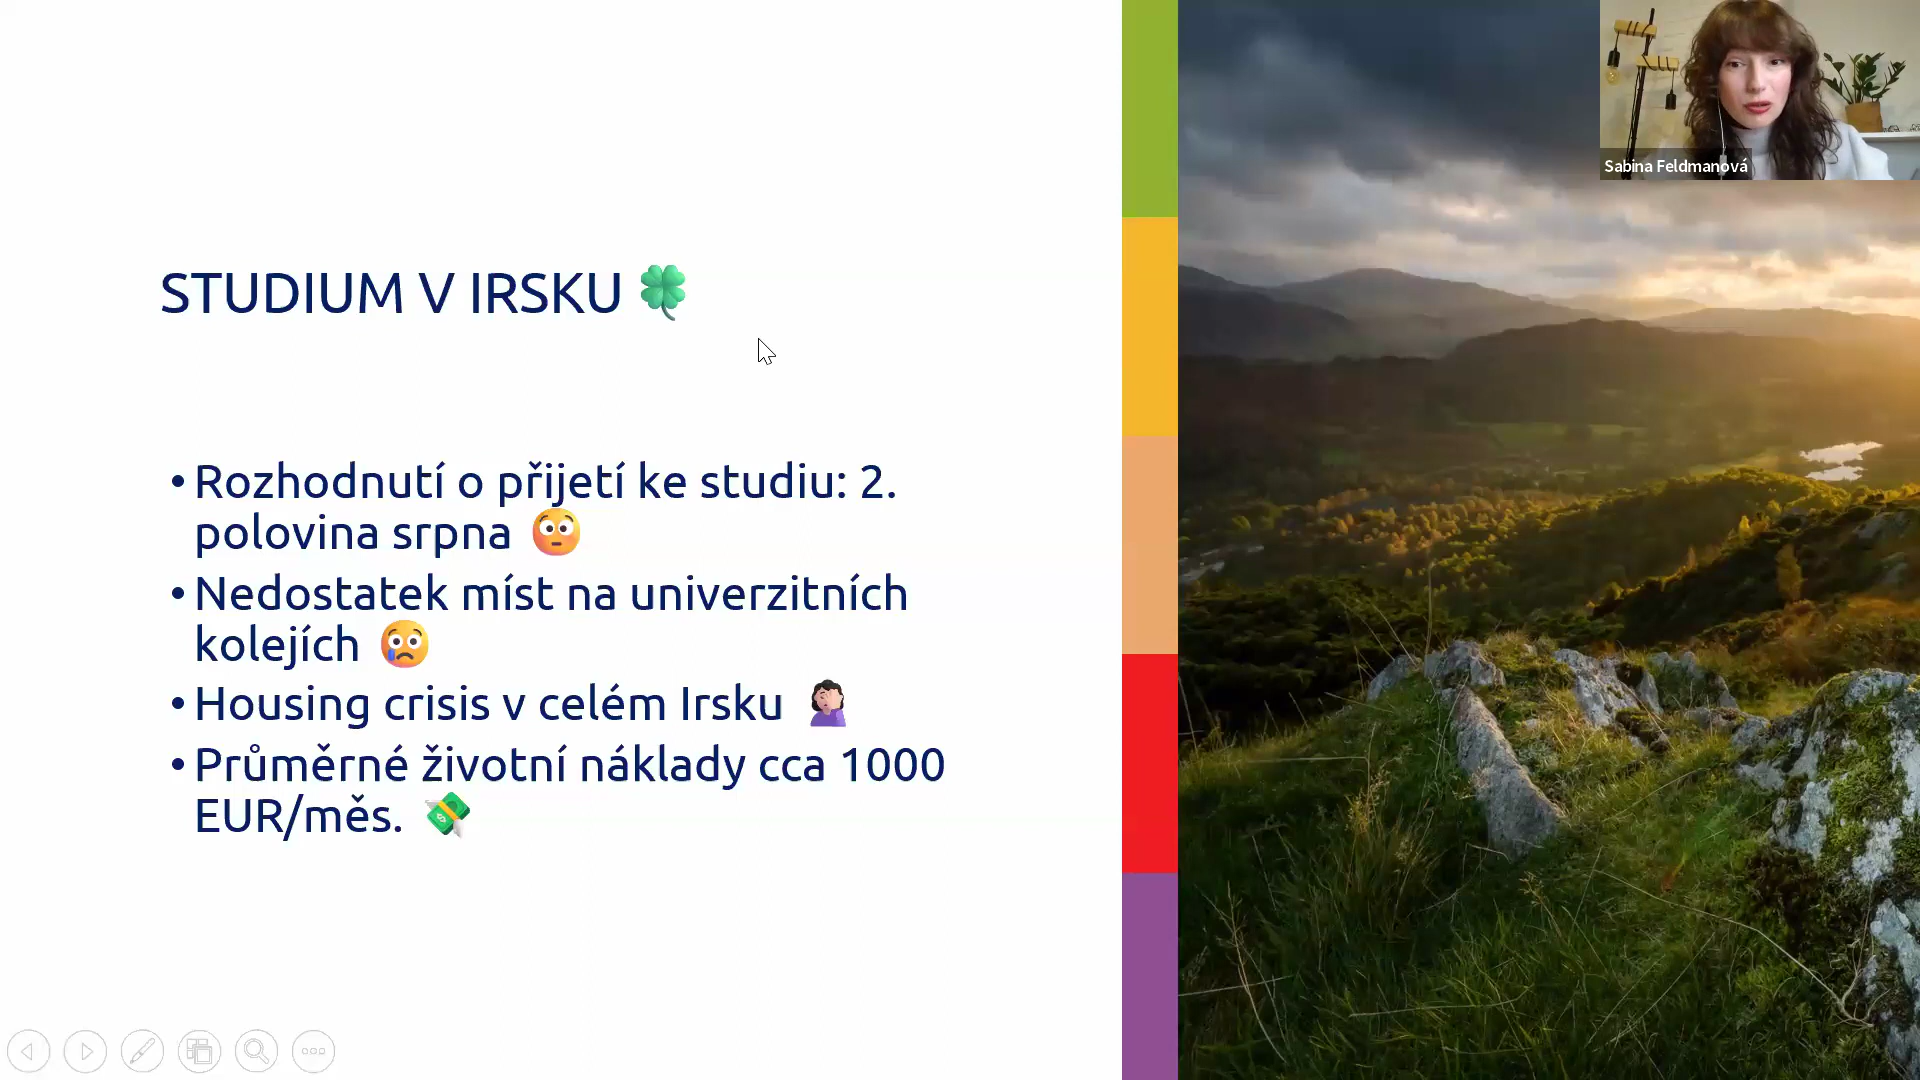 Sabina Feldmanová
STUDIUM V IRSKU 🍀
• Rozhodnutí o přijetí ke studiu: 2.
polovina srpna 😳
• Nedostatek míst na univerzitních
kolejích 😢
• Housing crisis v celém Irsku 🤦🏻‍♀️
• Průměrné životní náklady cca 1000
EUR/měs. 💸